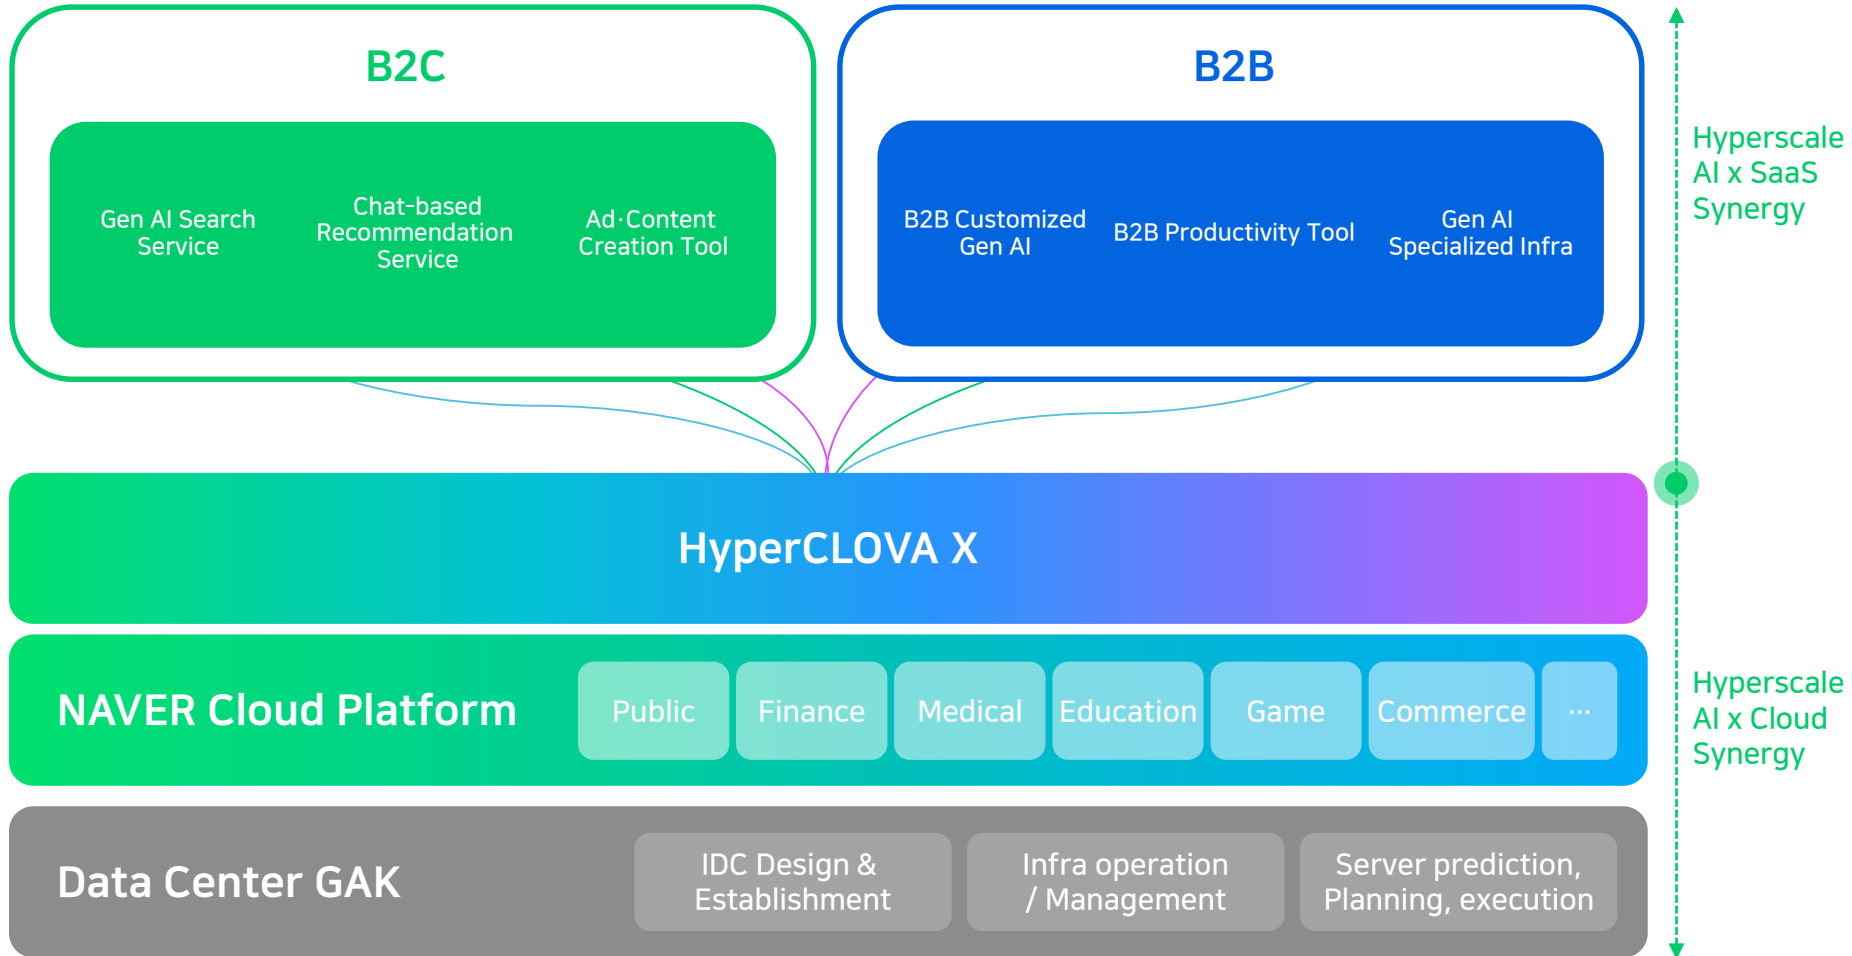 B2C
Gen AI Search
Service
Chat-based
Recommendation
Service
Ad·Content
Creation Tool
B2B
B2B Customized
Gen AI
B2B Productivity Tool
Gen AI
Specialized Infra
Hyperscale
AI x SaaS
Synergy
HyperCLOVA X
NAVER Cloud Platform
Public
Finance
Medical
Education
Game
Commerce
···
Hyperscale
AI x Cloud
Synergy
Data Center GAK
IDC Design &
Establishment
Infra operation
/ Management
Server prediction,
Planning, execution